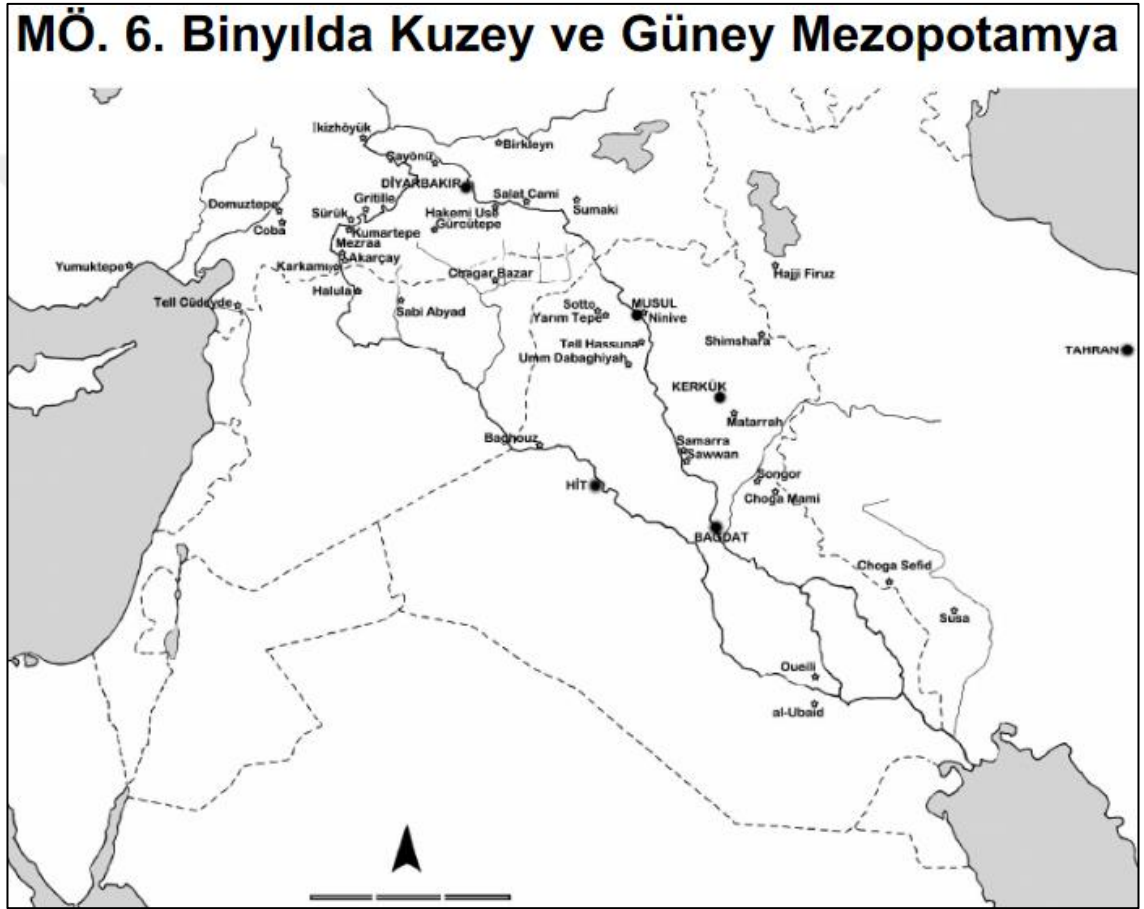 MÖ. 6. Binyılda Kuzey ve Güney Mezopotamya
İkizhöyük
Birkleyn
Çayönü
DİYARBAKIR
Gritille
Salat Cami
Domuztepe
Sürük
Hakemi Use
Sumaki
Gürcütepe
Coba
Kumartepe
Mezraa
Akarçay
Yumuktepe
Karkamış
Chagar Bazar
Hajji Firuz
Halula
Tell Cüdeyde
Sabi Abyad
Sotto
MUSUL
Yarım Tepe
Ninive
Tell Hassuna
Shimshara
TAHRAN
Umm Dabaghiyah
KERKÜK
Matarrah
Baghouz
Samarra
Sawwan
Songor
HİT
Choga Mami
BAĞDAT
Choga Sefid
Susa
Oueili
al-Ubaid